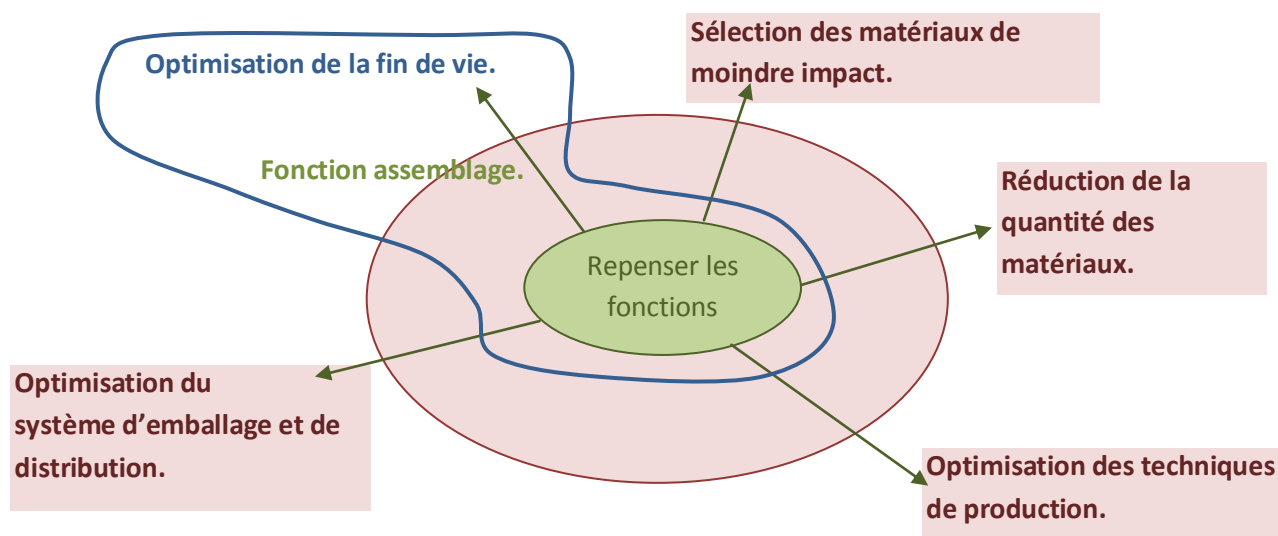 Optimisation de la fin de vie.
Sélection des matériaux de
moindre impact.
Fonction assemblage.
Réduction de la
quantité des
matériaux.
Repenser les
fonctions
Optimisation du
système d’emballage et de
distribution.
Optimisation des techniques
de production.